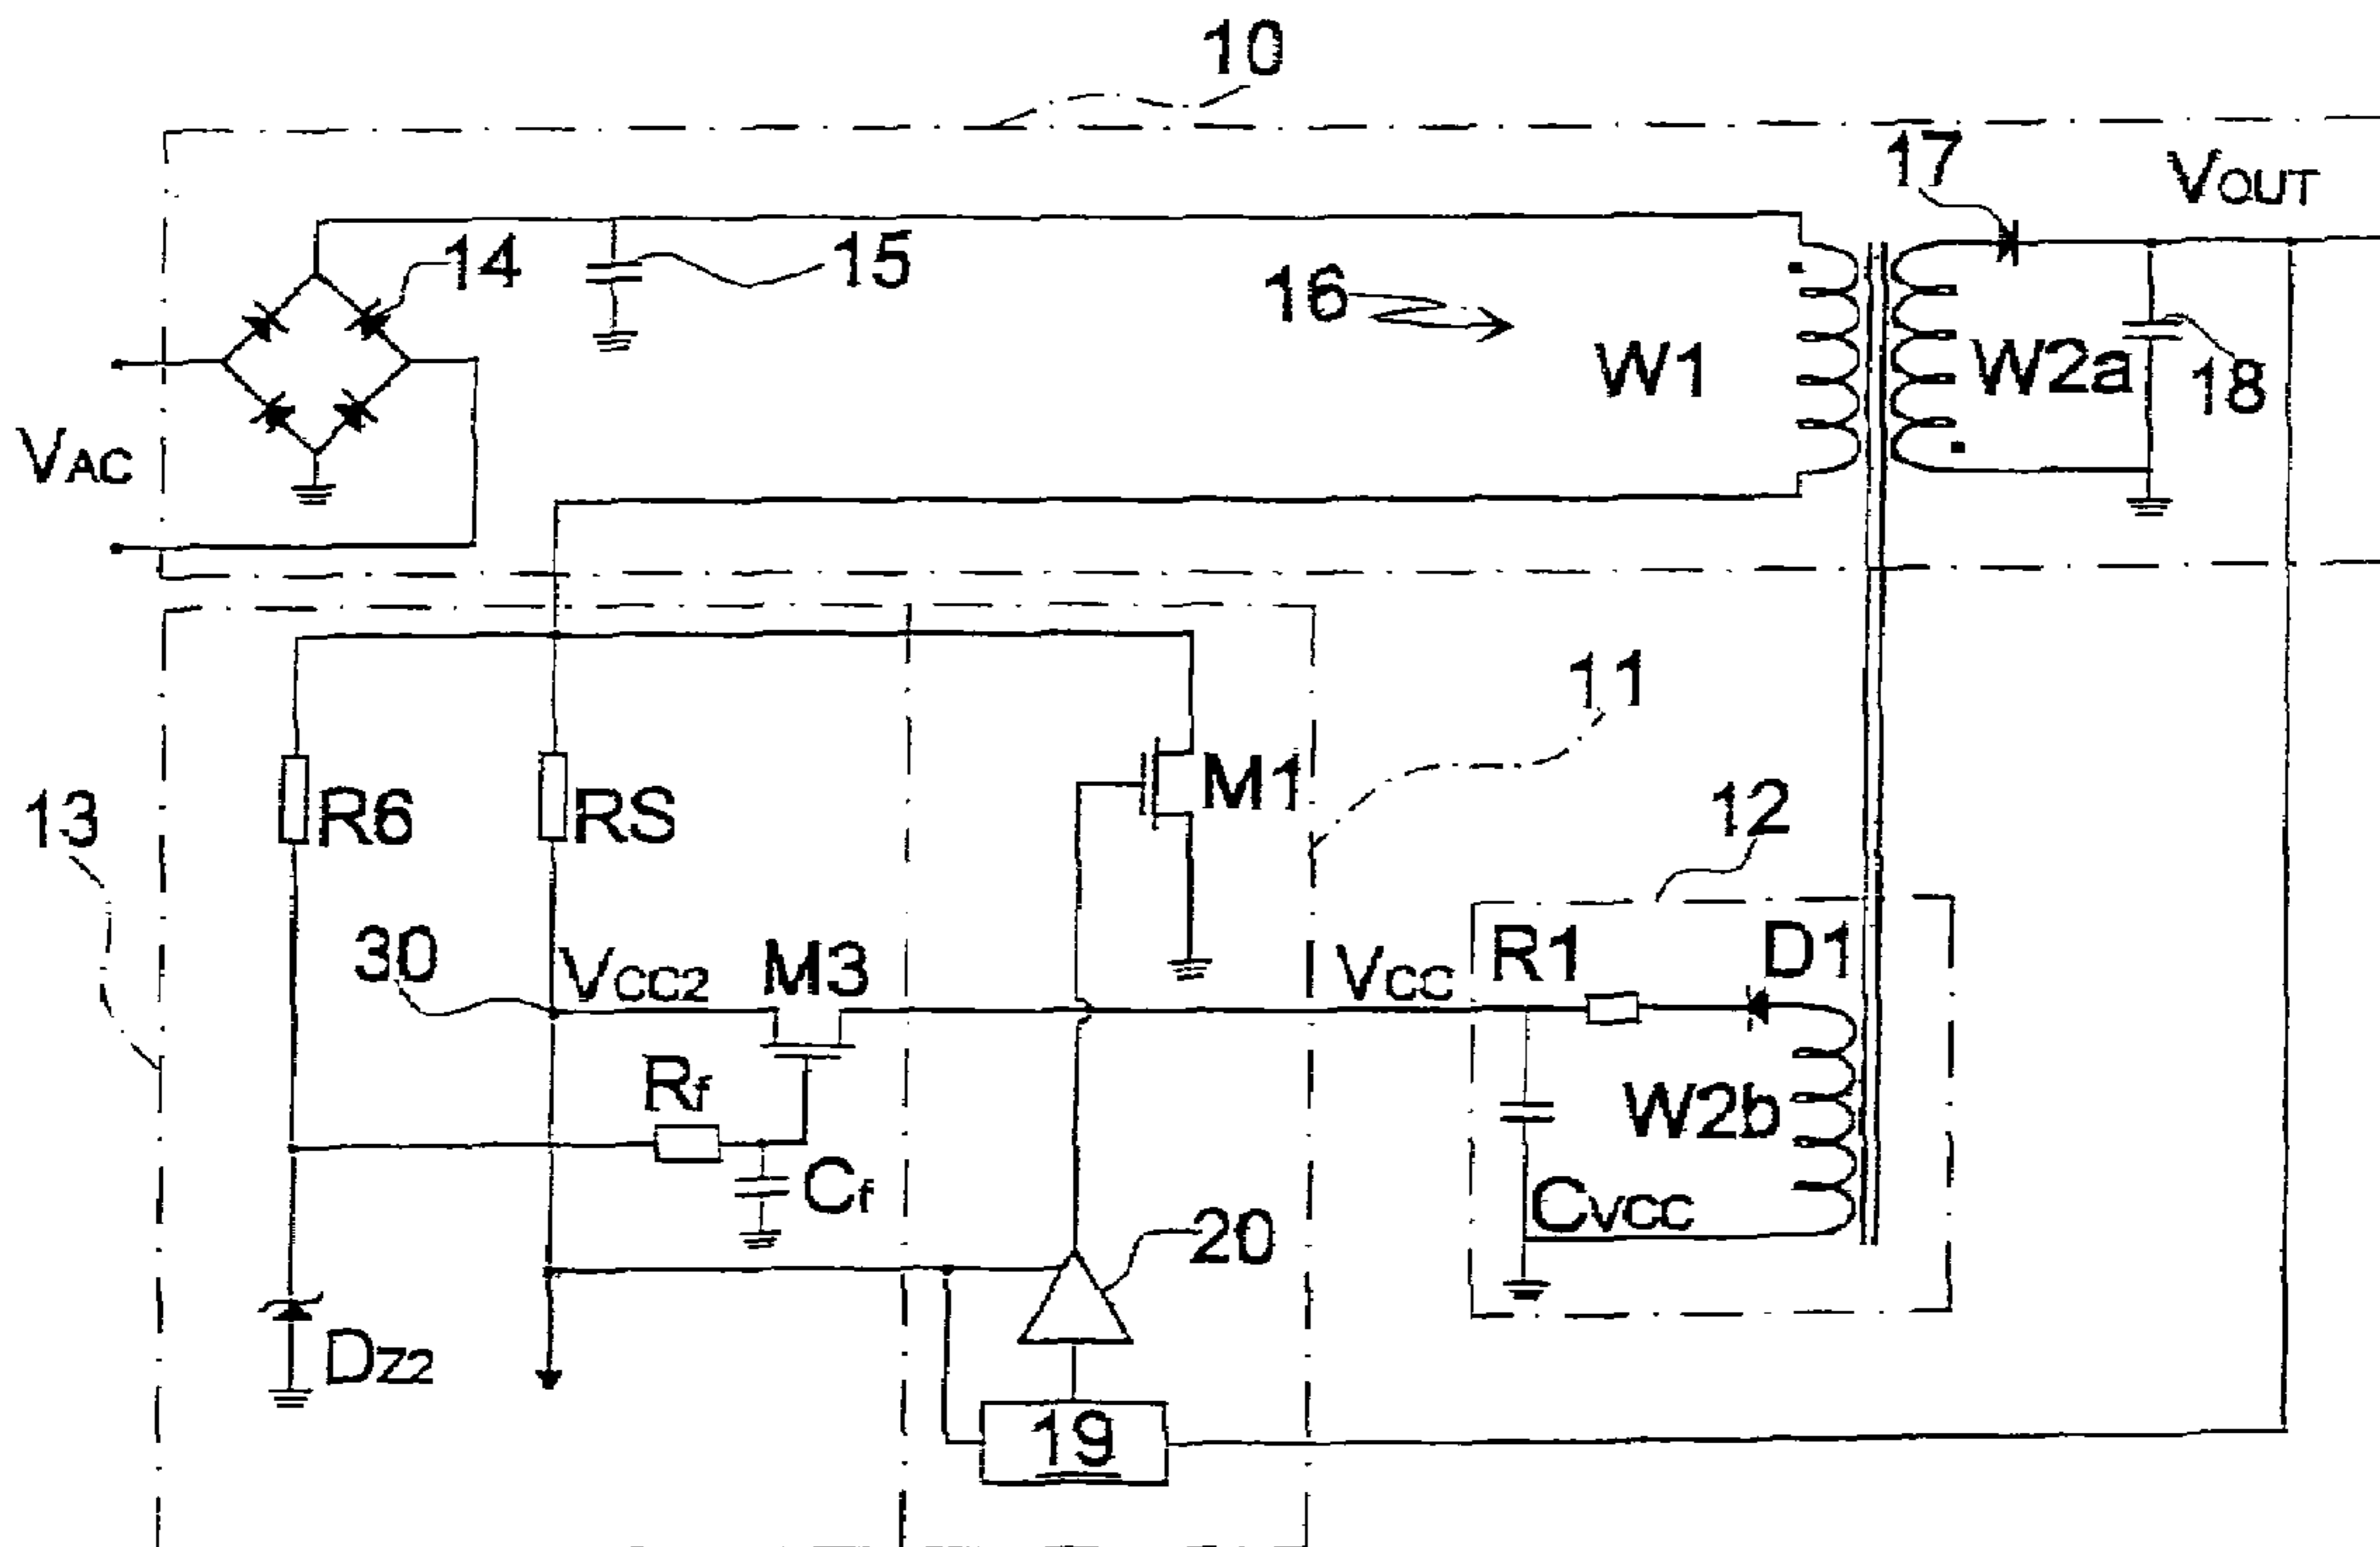 10
17
VOUT
14
15
16
W1
W2a
18
VAC
11
13
R6
RS
M1
12
30
VCC2
M3
VCC
R1
D1
Rf
W2b
Cf
CVCC
20
DZ2
19